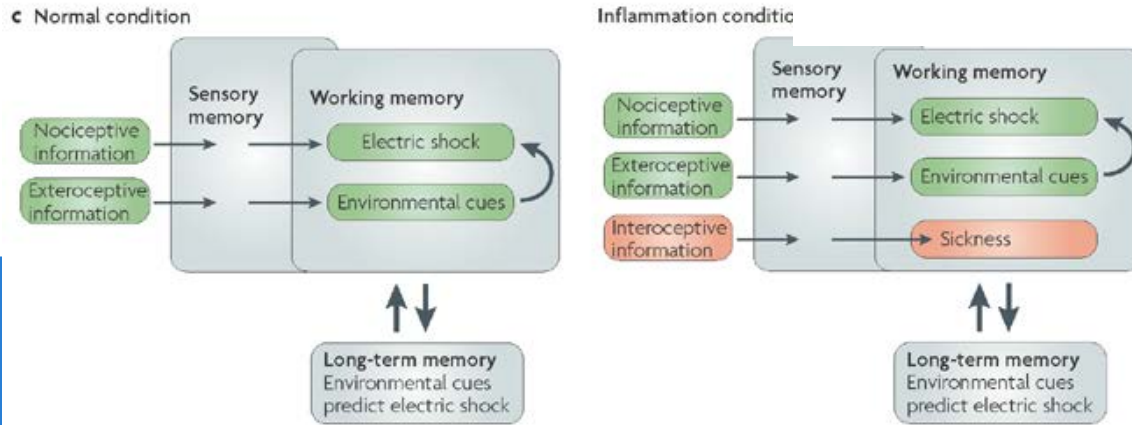 c Normal condition
Sensory
memory
Working memory
Nociceptive
information
Electric shock
Exteroceptive
information
Environmental cues
Long-term memory
Environmental cues
predict electric shock
Inflammation conditio
Sensory
memory
Working memory
Nociceptive
information
Electric shock
Exteroceptive
information
Environmental cues
Interoceptive
information
Sickness
Long-term memory
Environmental cues
predict electric shock